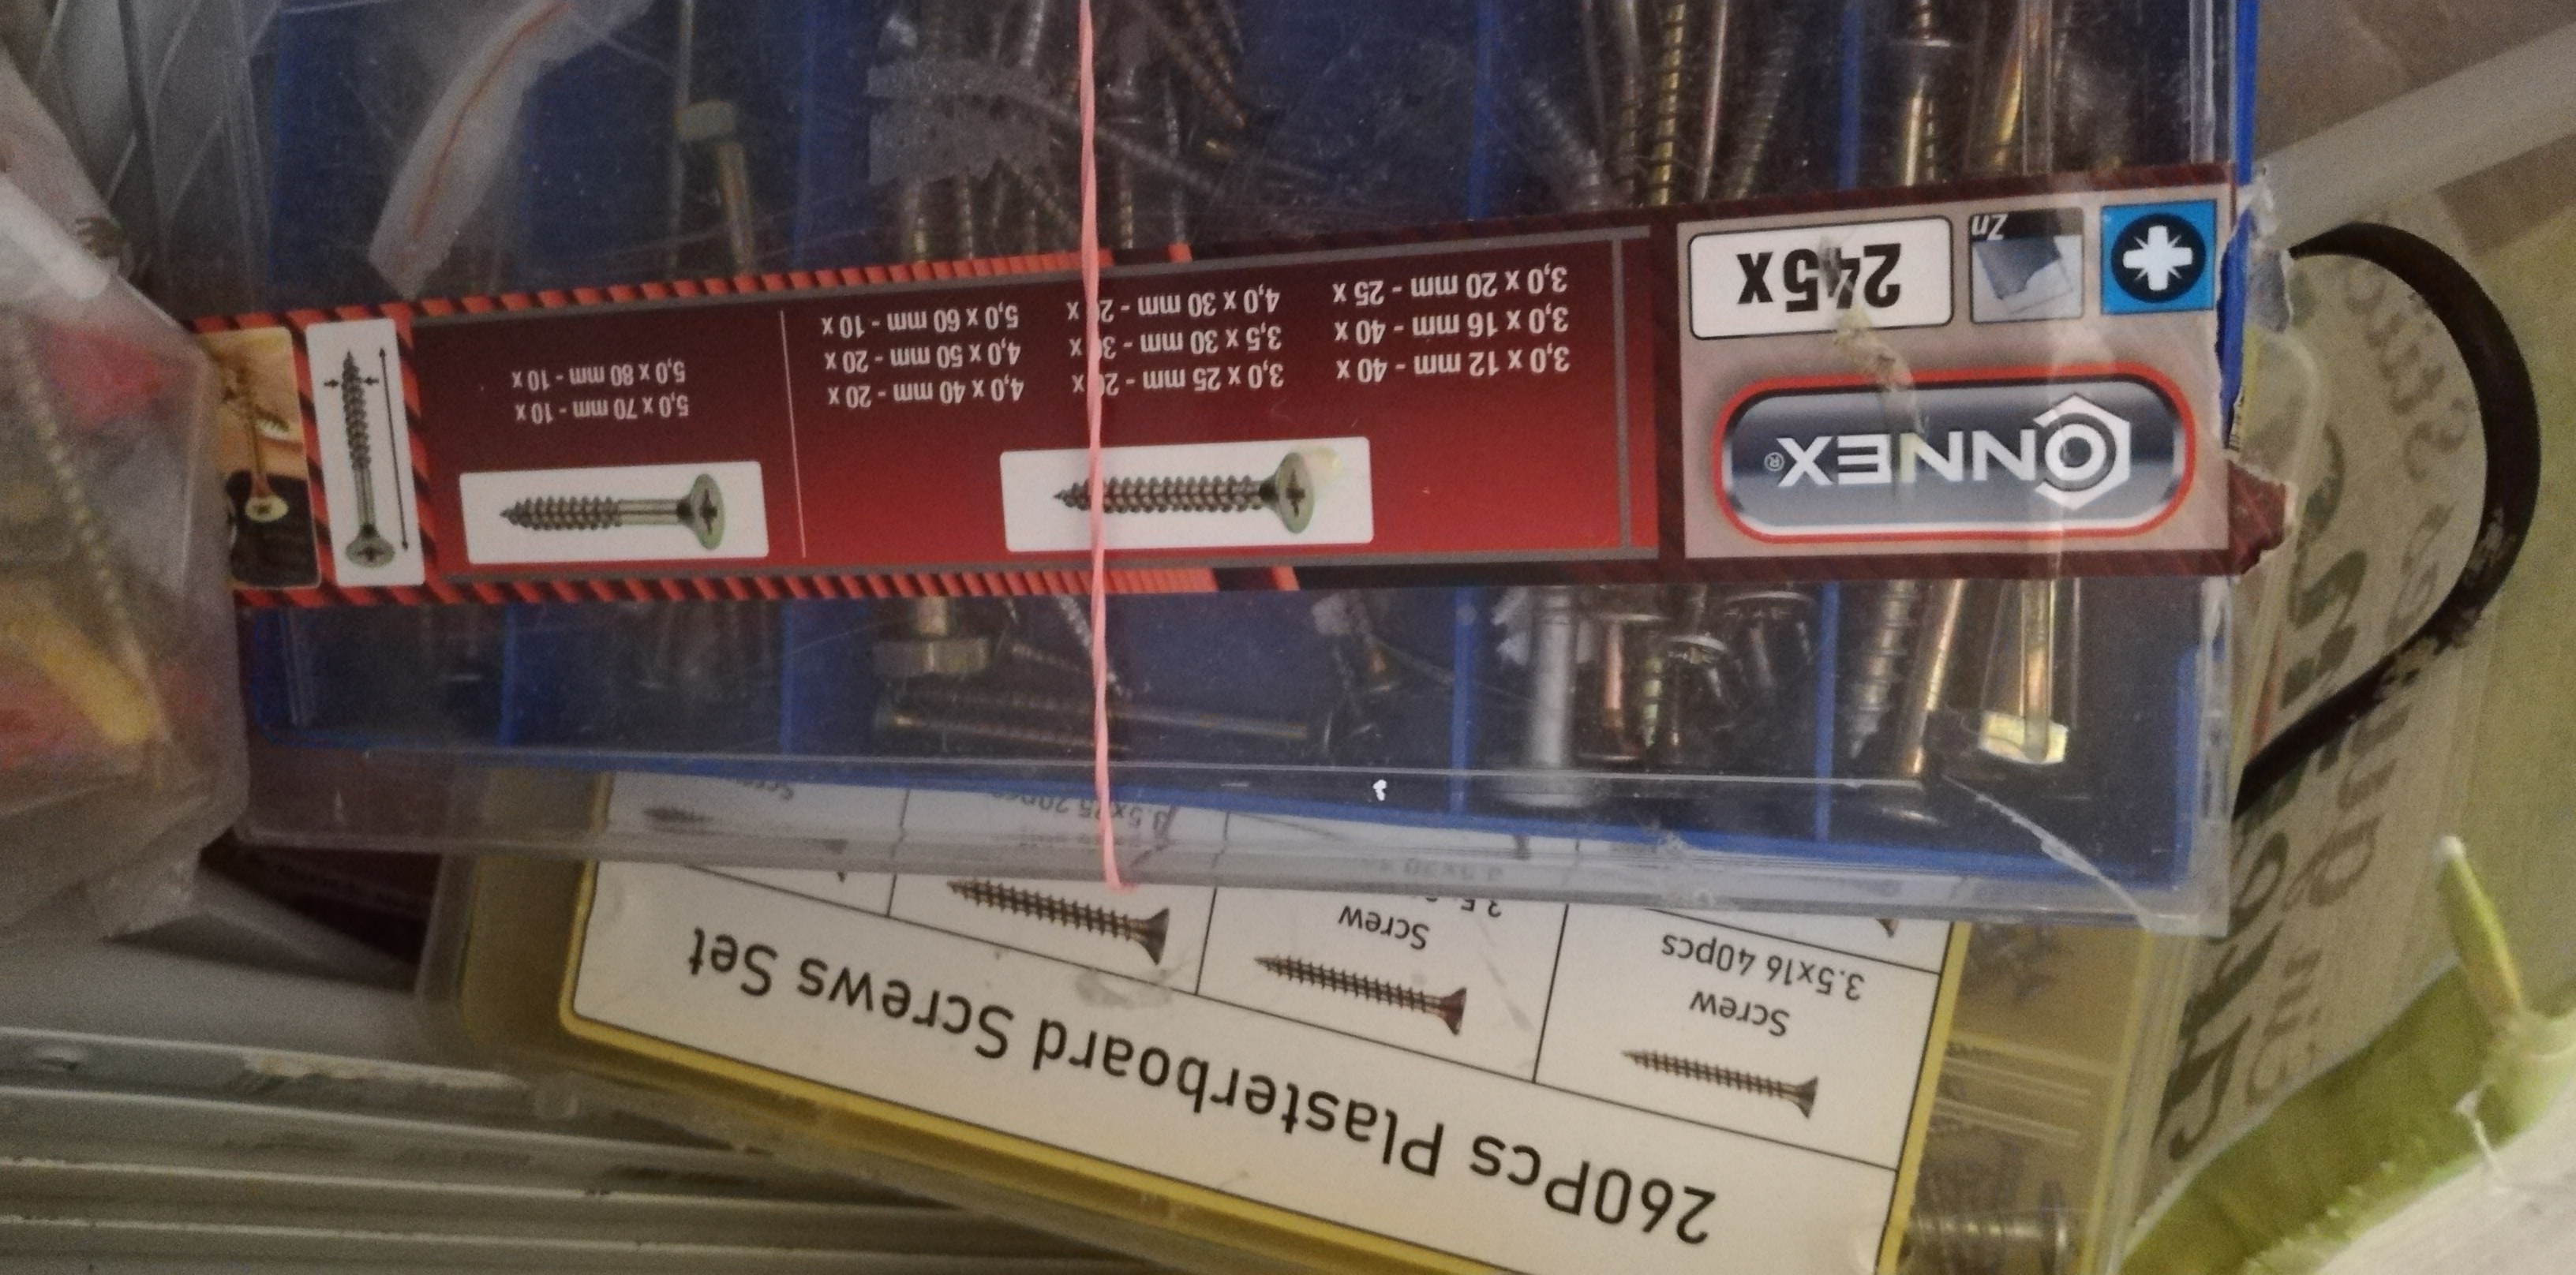 260Pcs Plasterboard Screws Set
Screw
3.5x16 40pcs
Screw
CONNEX®
245x
Zn
3,0 x 12 mm - 40 x
3,0 x 16 mm - 40 x
3,0 x 20 mm - 25 x
3,0 x 25 mm - 20 x
3,5 x 30 mm - 30 x
4,0 x 30 mm - 20 x
4,0 x 40 mm - 20 x
4,0 x 50 mm - 20 x
5,0 x 60 mm - 10 x
5,0 x 70 mm - 10 x
5,0 x 80 mm - 10 x